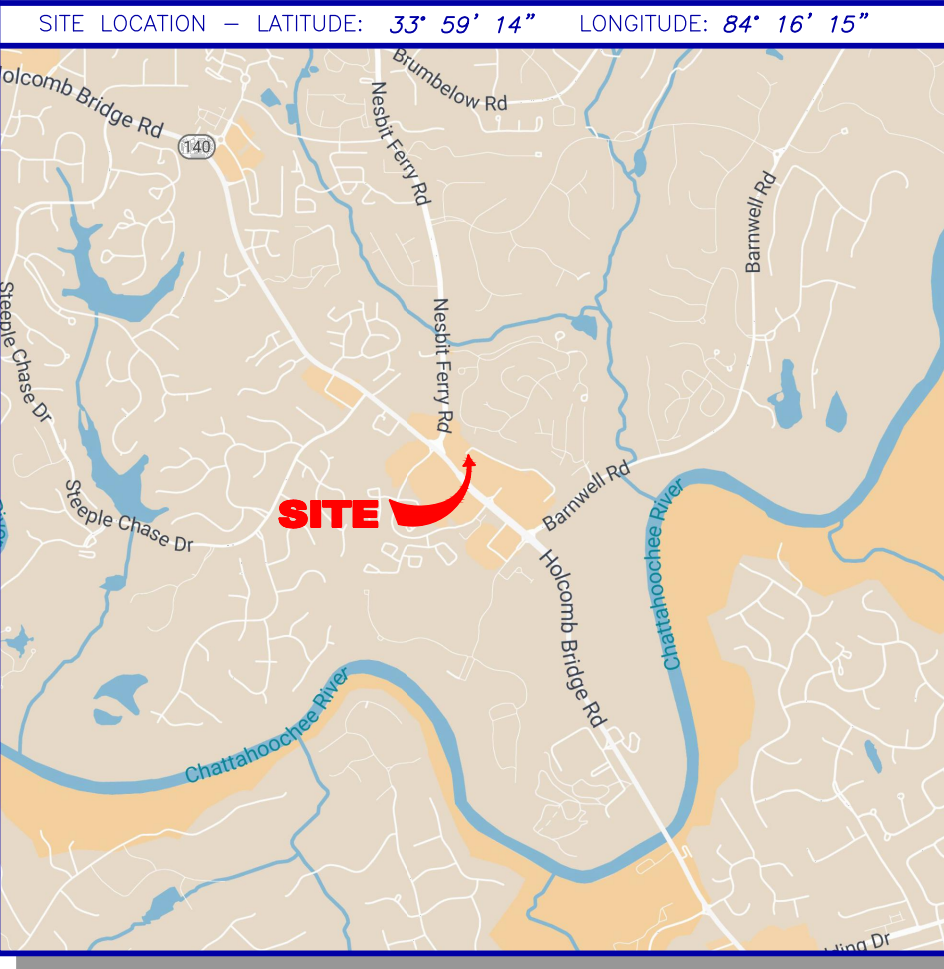 SITE LOCATION – LATITUDE: 33° 59' 14" LONGITUDE: 84° 16' 15"
Brumbelow Rd
Holcomb Bridge Rd
Nesbit Ferry Rd
140
Barnwell Rd
Steeple Chase Dr
Nesbit Ferry Rd
Barnwell Rd
Steeple Chase Dr
SITE
River
Chattahoochee River
Holcomb Bridge Rd
Chattahoochee River
Dr